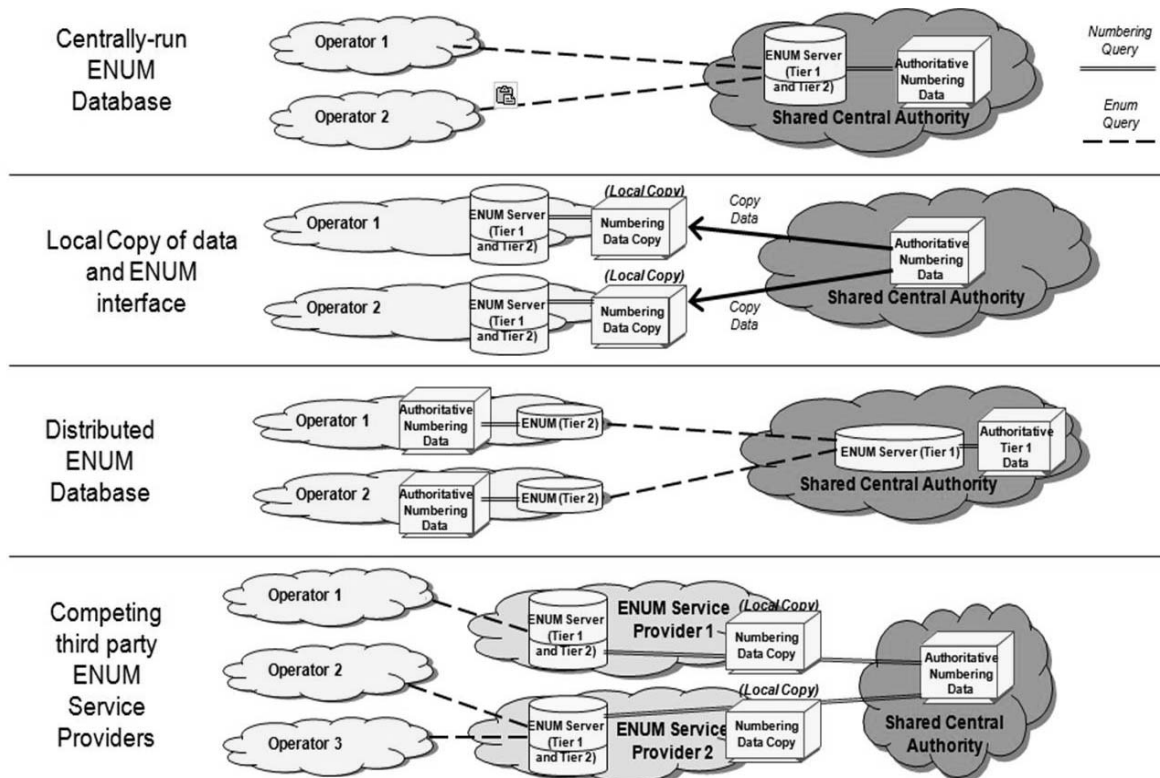 Centrally-run
ENUM
Database
Operator 1
Operator 2
ENUM Server
(Tier 1
and Tier 2)
Authoritative
Numbering
Data
Shared Central Authority
Numbering
Query
Enum
Query
Local Copy of data
and ENUM
interface
Operator 1
ENUM Server
(Tier 1
and Tier 2)
(Local Copy)
Numbering
Data Copy
Operator 2
ENUM Server
(Tier 1
and Tier 2)
(Local Copy)
Numbering
Data Copy
Copy
Data
Copy
Data
Authoritative
Numbering
Data
Shared Central Authority
Distributed
ENUM
Database
Operator 1
Authoritative
Numbering
Data
ENUM (Tier 2)
Operator 2
Authoritative
Numbering
Data
ENUM (Tier 2)
ENUM Server (Tier 1)
Authoritative
Tier 1
Data
Shared Central Authority
Competing
third party
ENUM
Service
Providers
Operator 1
Operator 2
Operator 3
ENUM Server
(Tier 1
and Tier 2)
ENUM Service
Provider 1
(Local Copy)
Numbering
Data Copy
ENUM Server
(Tier 1
and Tier 2)
ENUM Service
Provider 2
(Local Copy)
Numbering
Data Copy
Authoritative
Numbering
Data
Shared Central
Authority